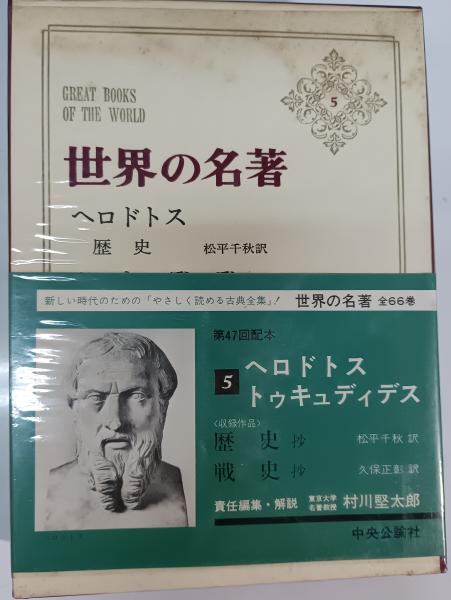 GREAT BOOKS
OF THE WORLD
5
世界の名著
ヘロドトス
歴史 松平千秋訳
新しい時代のための「やさしく読める古典全集」! 世界の名著 全66巻
第47回配本
5 ヘロドトス
トゥキュディデス
〈収録作品〉
歴史 抄 松平千秋 訳
戦史 抄 久保正彰 訳
責任編集・解説 東京大学名誉教授 村川堅太郎
中央公論社